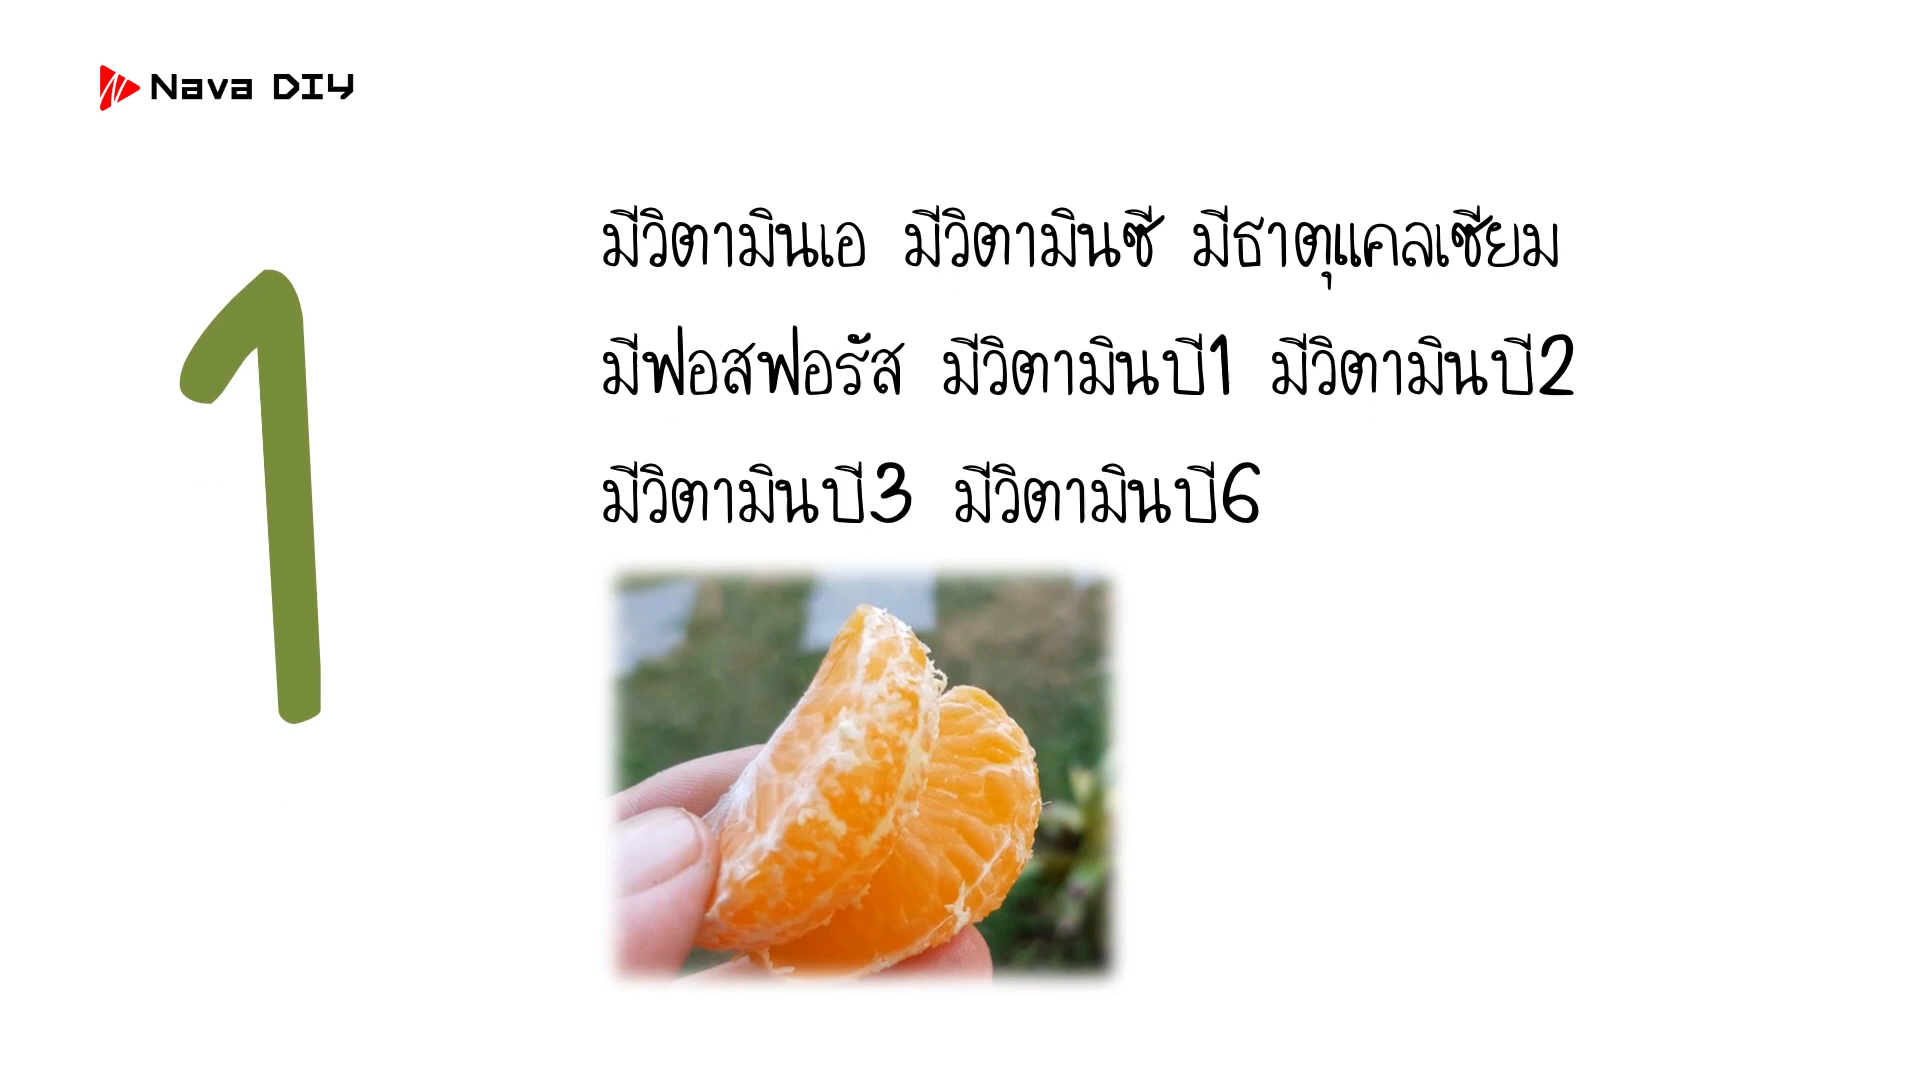 Nava DIY
1
มีวิตามินเอ มีวิตามินซี มีธาตุแคลเซียม
มีฟอสฟอรัส มีวิตามินบี1 มีวิตามินบี2
มีวิตามินบี3 มีวิตามินบี6